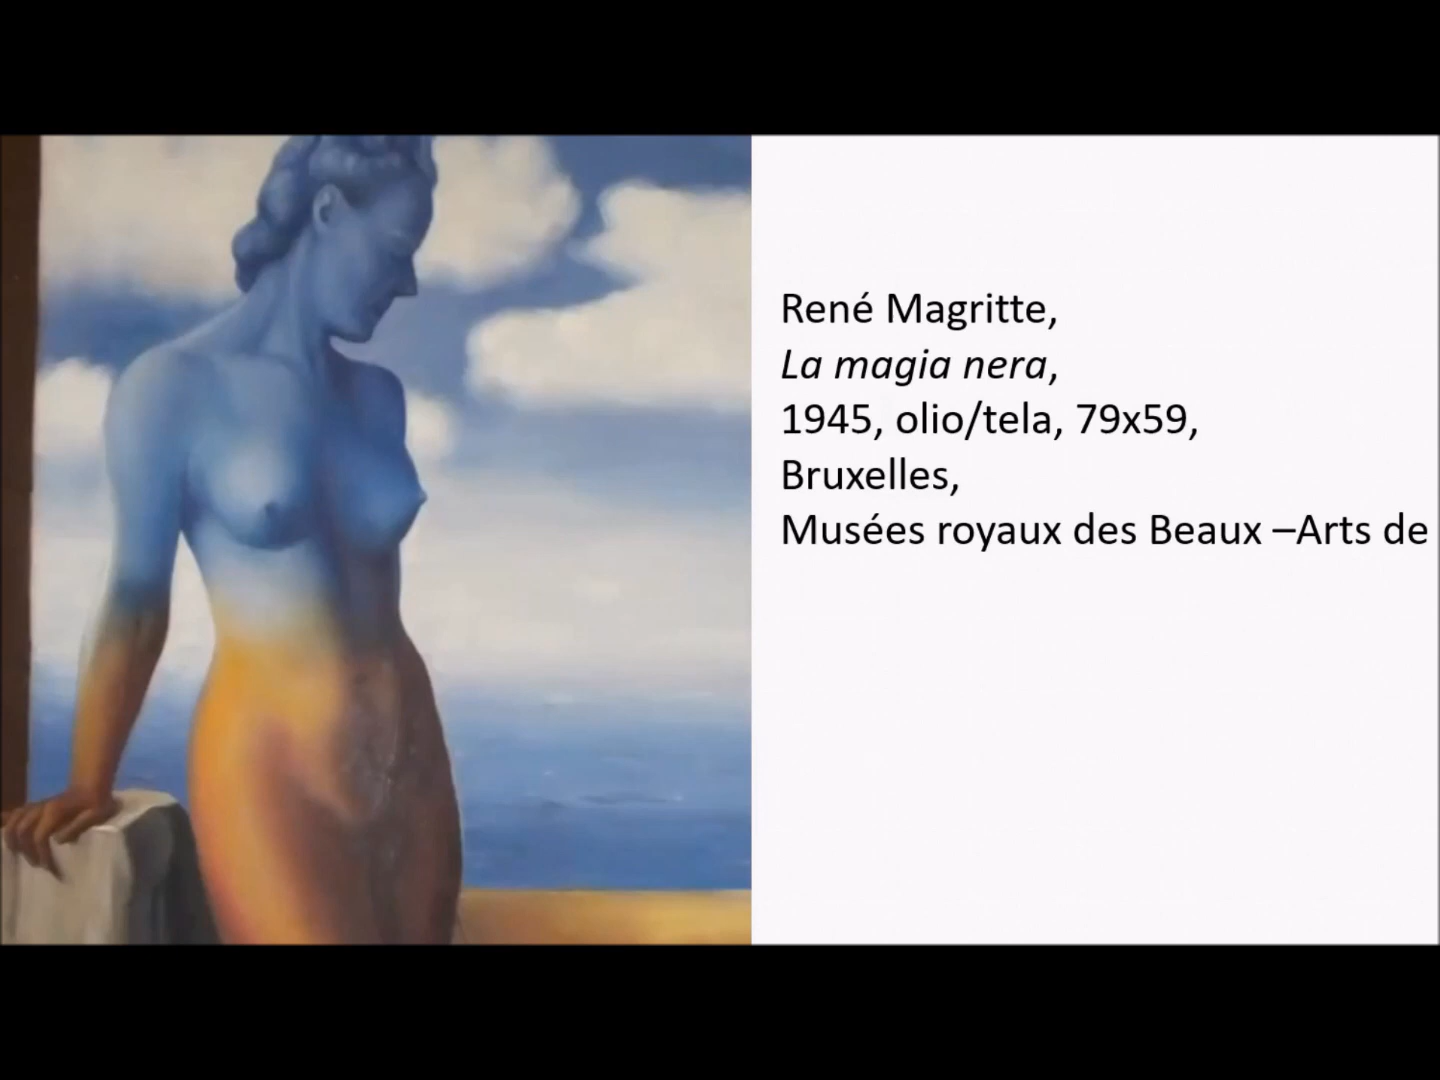 René Magritte,
La magia nera,
1945, olio/tela, 79x59,
Bruxelles,
Musées royaux des Beaux –Arts de